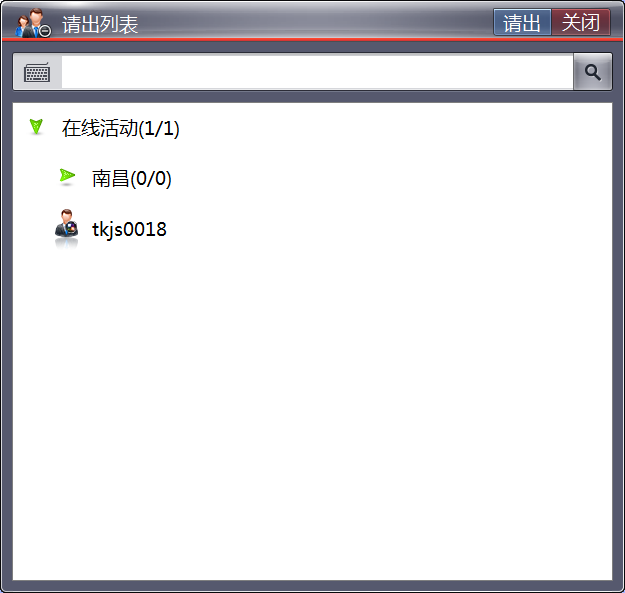 请出列表
请出 关闭
在线活动(1/1)
南昌(0/0)
tkjs0018